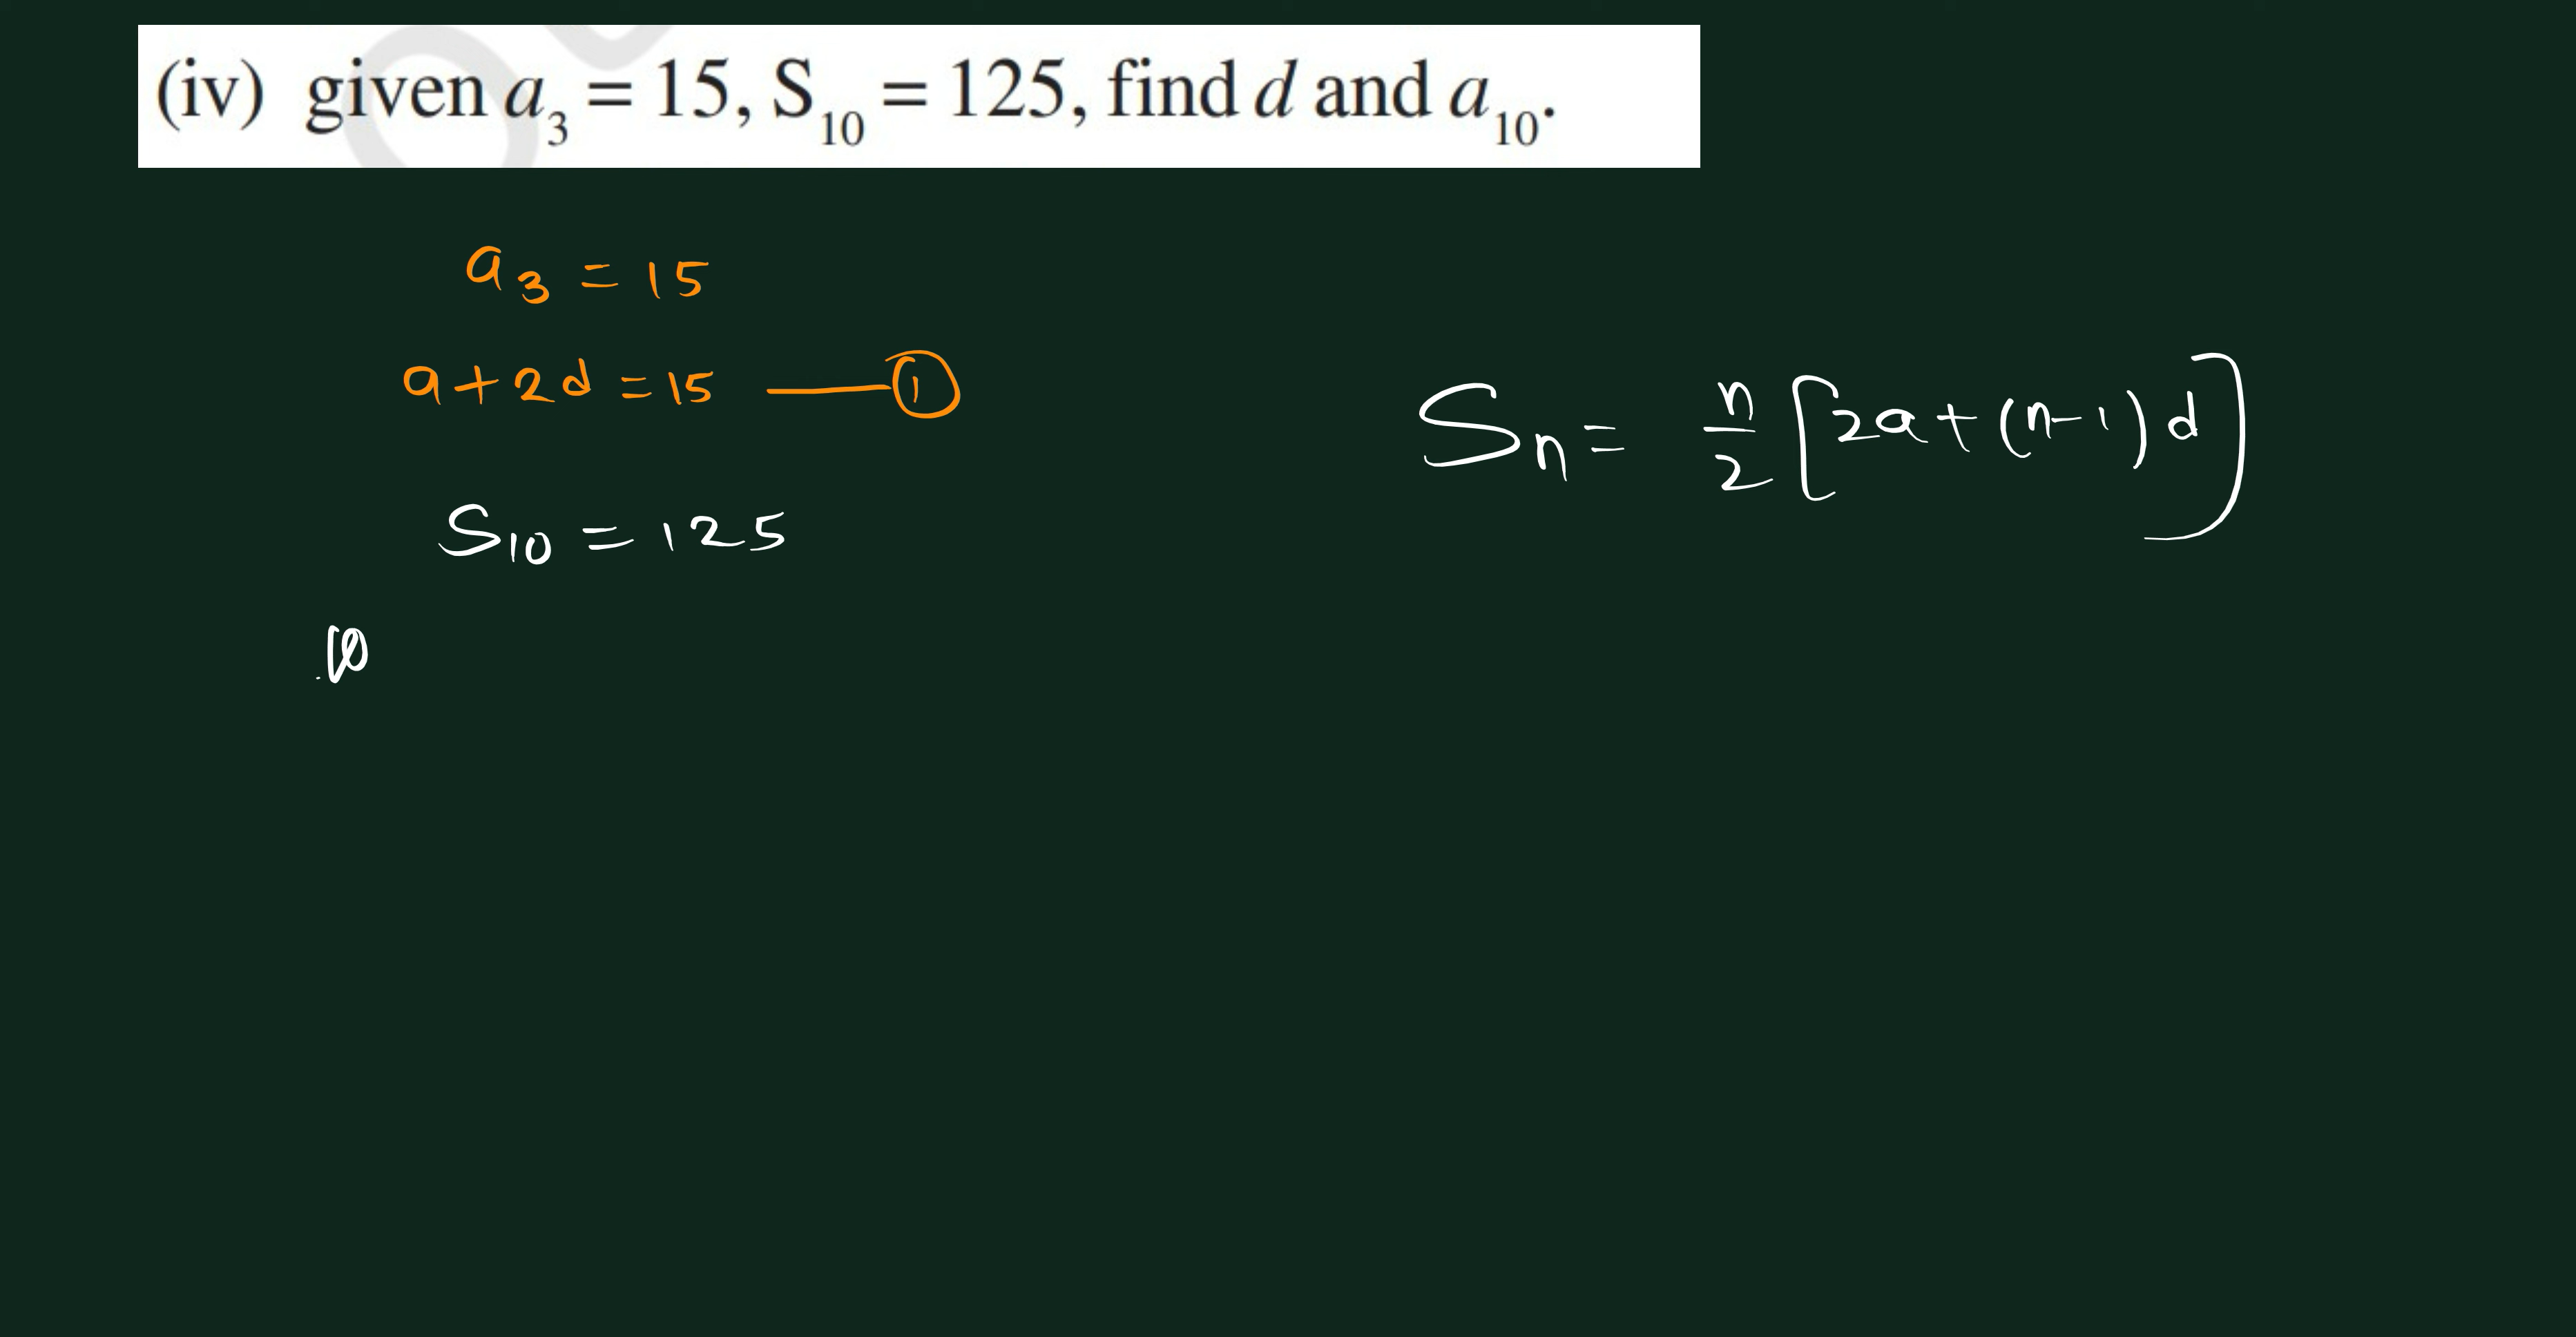 (iv) given a₃ = 15, S₁₀ = 125, find d and a₁₀.
a₃ = 15
a + 2d = 15 —— ①
Sₙ = n/2 [2a + (n-1) d]
S₁₀ = 125
10